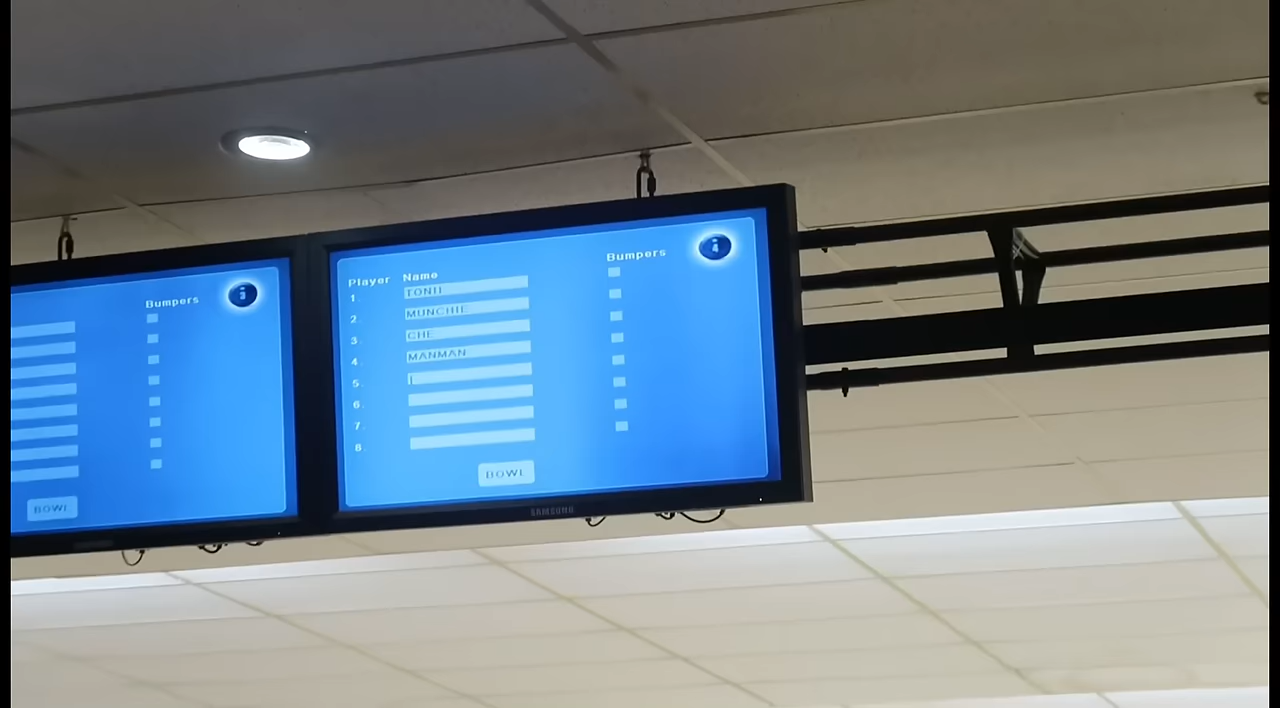 Bumpers
3
BOWL
Player Name Bumpers
4
1. TONII
2. MUNCHIE
3. CHE
4. MANMAN
5.
6.
7.
8.
BOWL
SAMSUNG